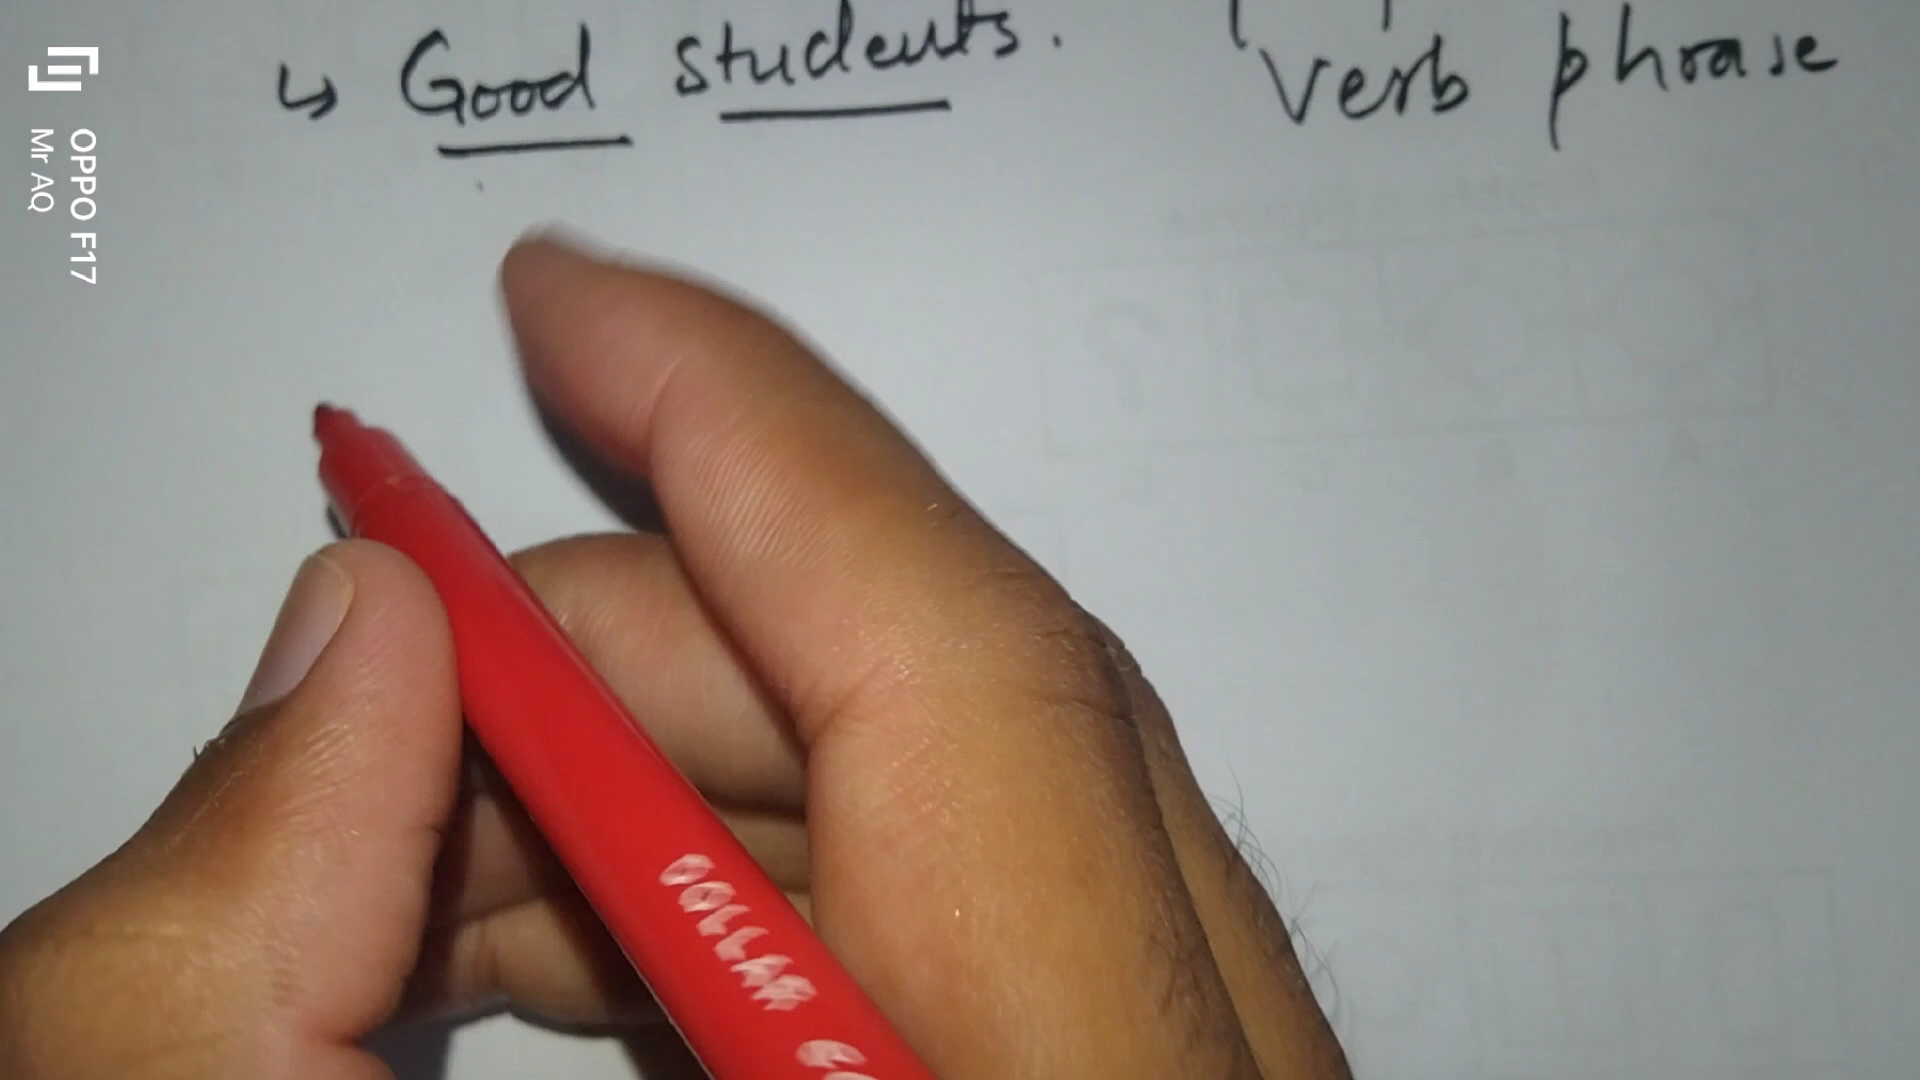 ↳ Good students.
verb phrase
OPPO F17
Mr AQ
DOLLAR